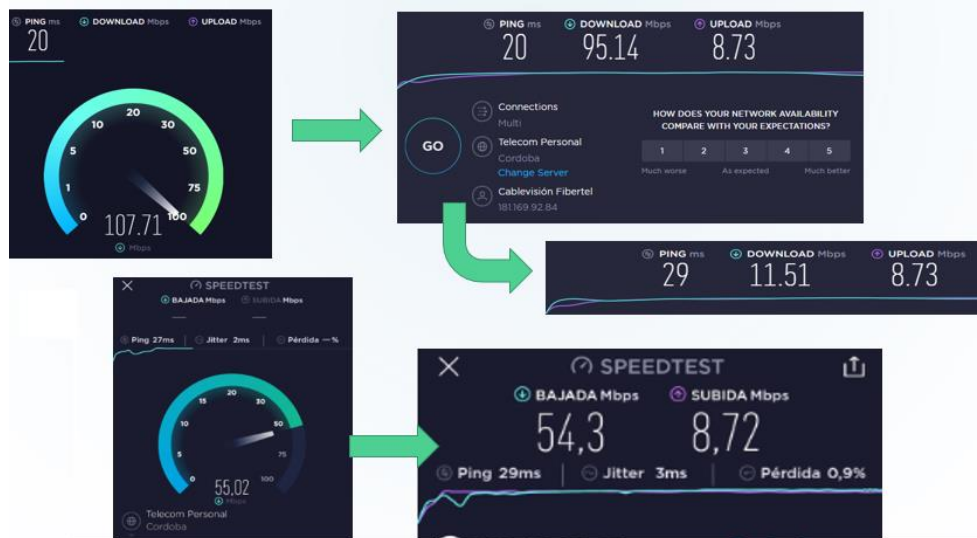 PING ms DOWNLOAD Mbps UPLOAD Mbps
20
0
1
5
10
20
30
50
75
100
107.71
Mbps
PING ms DOWNLOAD Mbps UPLOAD Mbps
20 95.14 8.73
GO
Connections
Multi
Telecom Personal
Cordoba
Change Server
Cablevisión Fibertel
181.169.92.84
HOW DOES YOUR NETWORK AVAILABILITY
COMPARE WITH YOUR EXPECTATIONS?
1 2 3 4 5
Much worse As expected Much better
PING ms DOWNLOAD Mbps UPLOAD Mbps
29 11.51 8.73
SPEEDTEST
BAJADA Mbps SUBIDA Mbps
— —
Ping 27ms Jitter 2ms Pérdida —%
0
5
10
15
20
30
50
75
100
55.02
Mbps
Telecom Personal
Cordoba
SPEEDTEST
BAJADA Mbps SUBIDA Mbps
54,3 8,72
Ping 29ms Jitter 3ms Pérdida 0,9%